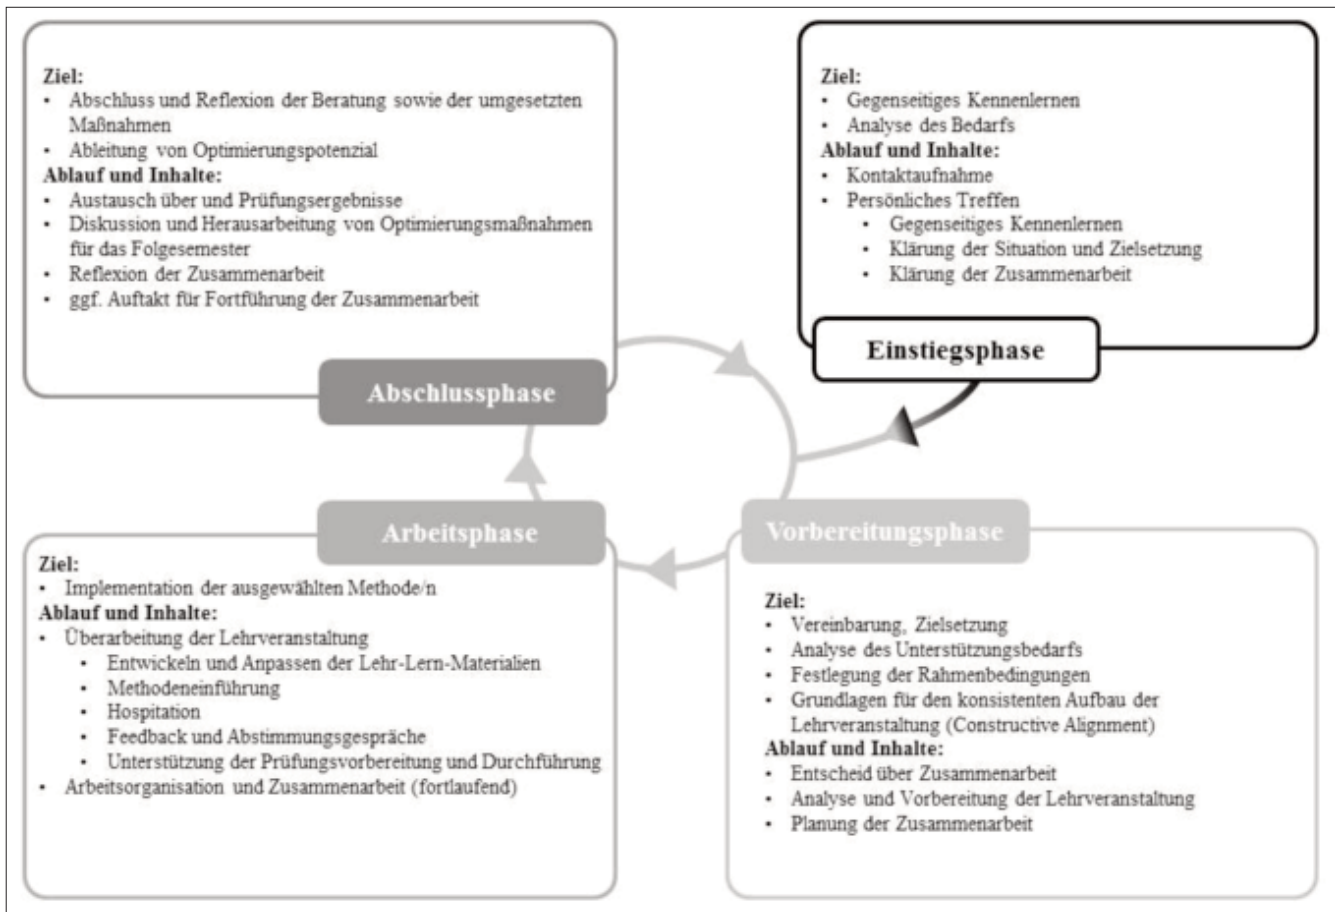 Ziel:
• Abschluss und Reflexion der Beratung sowie der umgesetzten
Maßnahmen
• Ableitung von Optimierungspotenzial
Ablauf und Inhalte:
• Austausch über und Prüfungsergebnisse
• Diskussion und Herausarbeitung von Optimierungsmaßnahmen
für das Folgesemester
• Reflexion der Zusammenarbeit
• ggf. Auftakt für Fortführung der Zusammenarbeit
Abschlussphase
Ziel:
• Gegenseitiges Kennenlernen
• Analyse des Bedarfs
Ablauf und Inhalte:
• Kontaktaufnahme
• Persönliches Treffen
• Gegenseitiges Kennenlernen
• Klärung der Situation und Zielsetzung
• Klärung der Zusammenarbeit
Einstiegsphase
Arbeitsphase
Ziel:
• Implementation der ausgewählten Methode/n
Ablauf und Inhalte:
• Überarbeitung der Lehrveranstaltung
• Entwickeln und Anpassen der Lehr-Lern-Materialien
• Methodeneinführung
• Hospitation
• Feedback und Abstimmungsgespräche
• Unterstützung der Prüfungsvorbereitung und Durchführung
• Arbeitsorganisation und Zusammenarbeit (fortlaufend)
Vorbereitungsphase
Ziel:
• Vereinbarung, Zielsetzung
• Analyse des Unterstützungsbedarfs
• Festlegung der Rahmenbedingungen
• Grundlagen für den konsistenten Aufbau der
Lehrveranstaltung (Constructive Alignment)
Ablauf und Inhalte:
• Entscheid über Zusammenarbeit
• Analyse und Vorbereitung der Lehrveranstaltung
• Planung der Zusammenarbeit